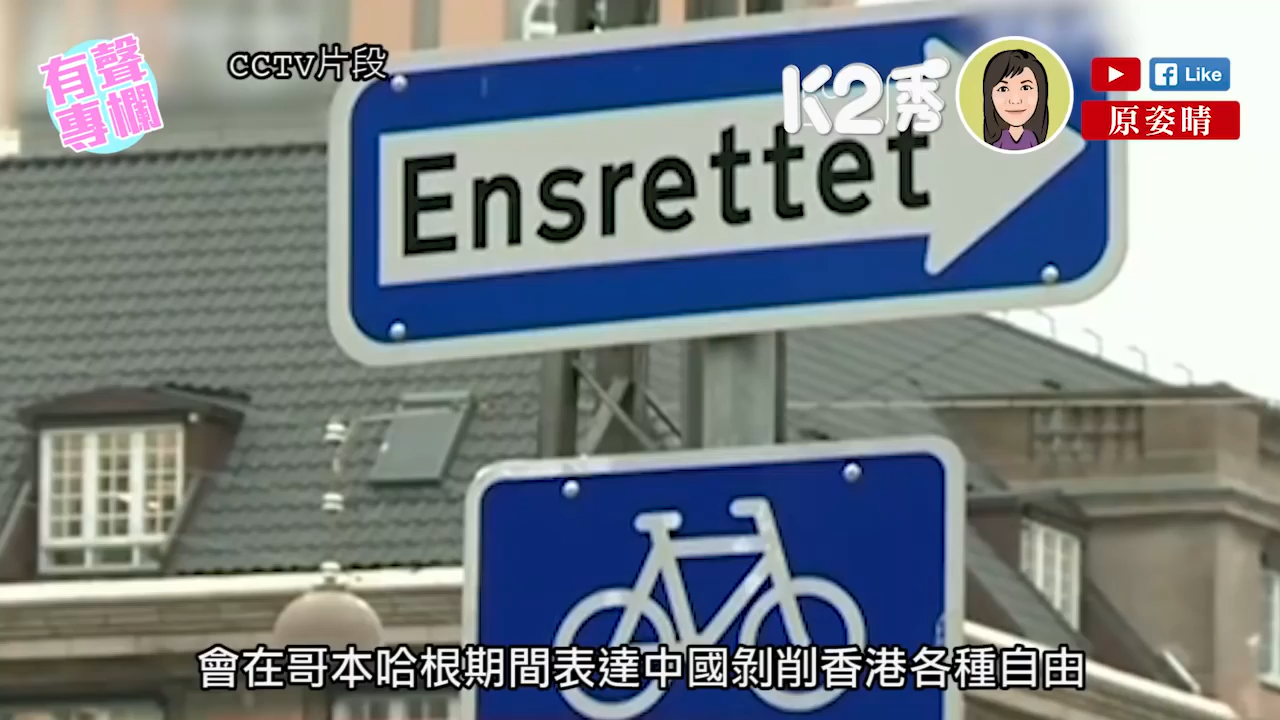 有聲
專欄
CCTV片段
K2秀
Like
原姿晴
Ensrettet
會在哥本哈根期間表達中國剝削香港各種自由